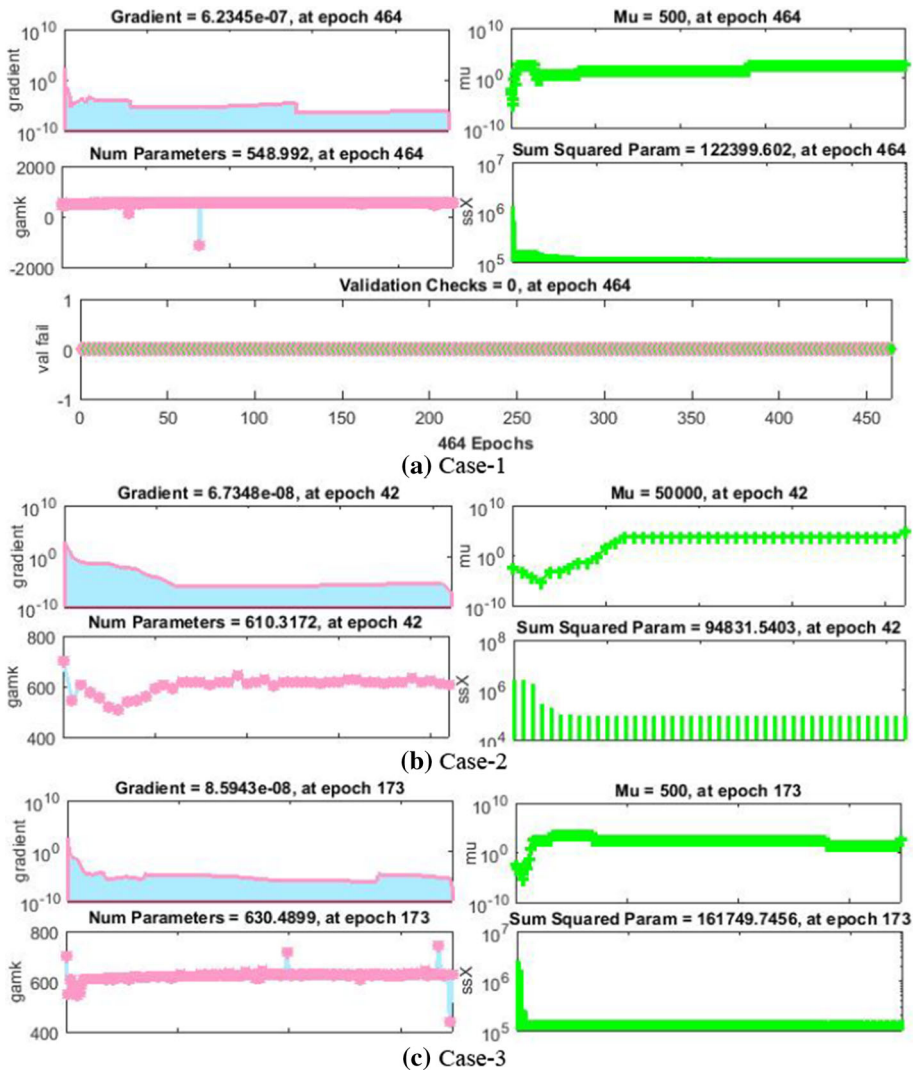 Gradient = 6.2345e-07, at epoch 464
10^10
10^0
10^-10
gradient
Mu = 500, at epoch 464
10^10
10^0
10^-10
mu
Num Parameters = 548.992, at epoch 464
2000
0
-2000
gamk
Sum Squared Param = 122399.602, at epoch 464
10^7
10^6
10^5
ssX
Validation Checks = 0, at epoch 464
1
0
-1
val fail
0 50 100 150 200 250 300 350 400 450
464 Epochs
(a) Case-1
Gradient = 6.7348e-08, at epoch 42
10^10
10^0
10^-10
gradient
Mu = 50000, at epoch 42
10^10
10^0
10^-10
mu
Num Parameters = 610.3172, at epoch 42
800
600
400
gamk
Sum Squared Param = 94831.5403, at epoch 42
10^8
10^6
10^4
ssX
(b) Case-2
Gradient = 8.5943e-08, at epoch 173
10^10
10^0
10^-10
gradient
Mu = 500, at epoch 173
10^10
10^0
10^-10
mu
Num Parameters = 630.4899, at epoch 173
800
600
400
gamk
Sum Squared Param = 161749.7456, at epoch 173
10^7
10^6
10^5
ssX
(c) Case-3